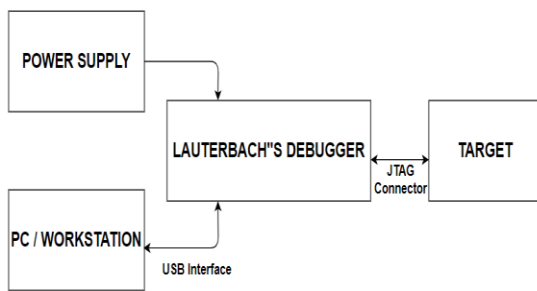 POWER SUPPLY
LAUTERBACH"S DEBUGGER
TARGET
JTAG
Connector
PC / WORKSTATION
USB Interface